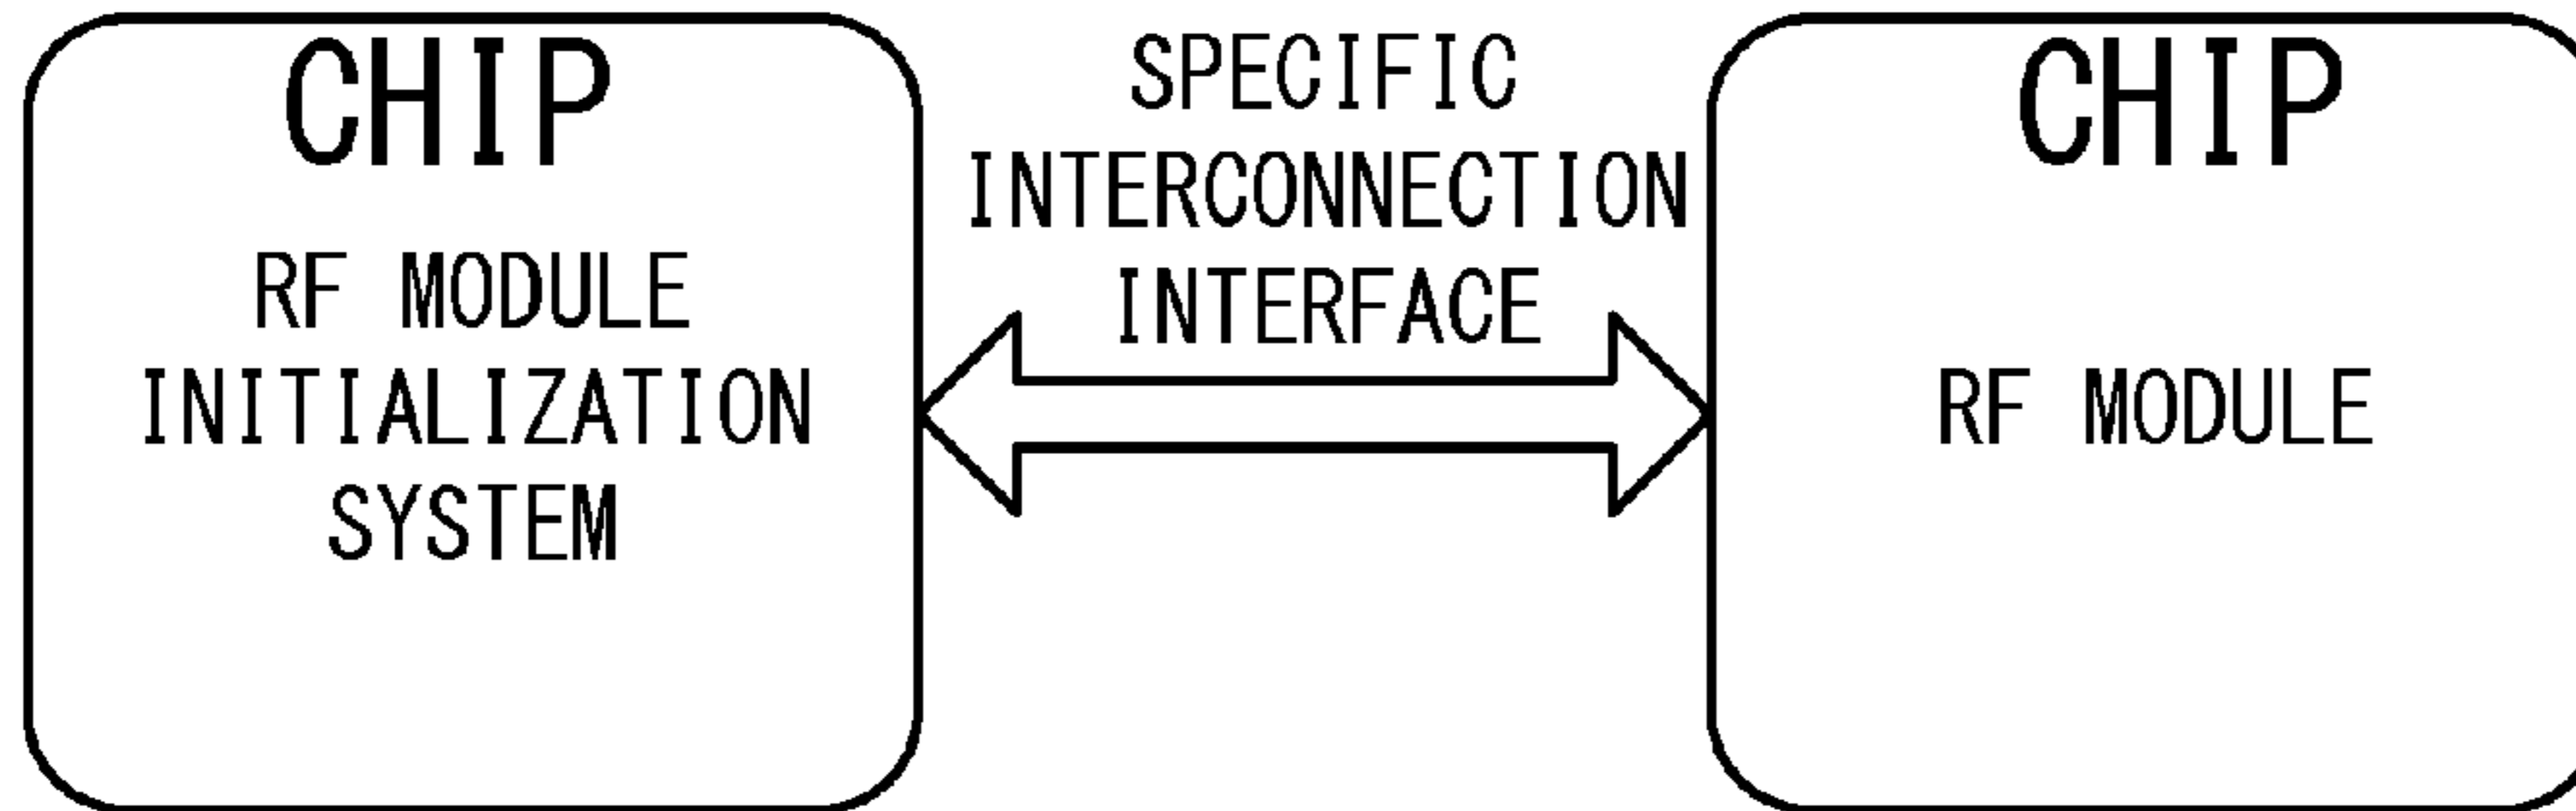 CHIP
RF MODULE
INITIALIZATION
SYSTEM
SPECIFIC
INTERCONNECTION
INTERFACE
CHIP
RF MODULE